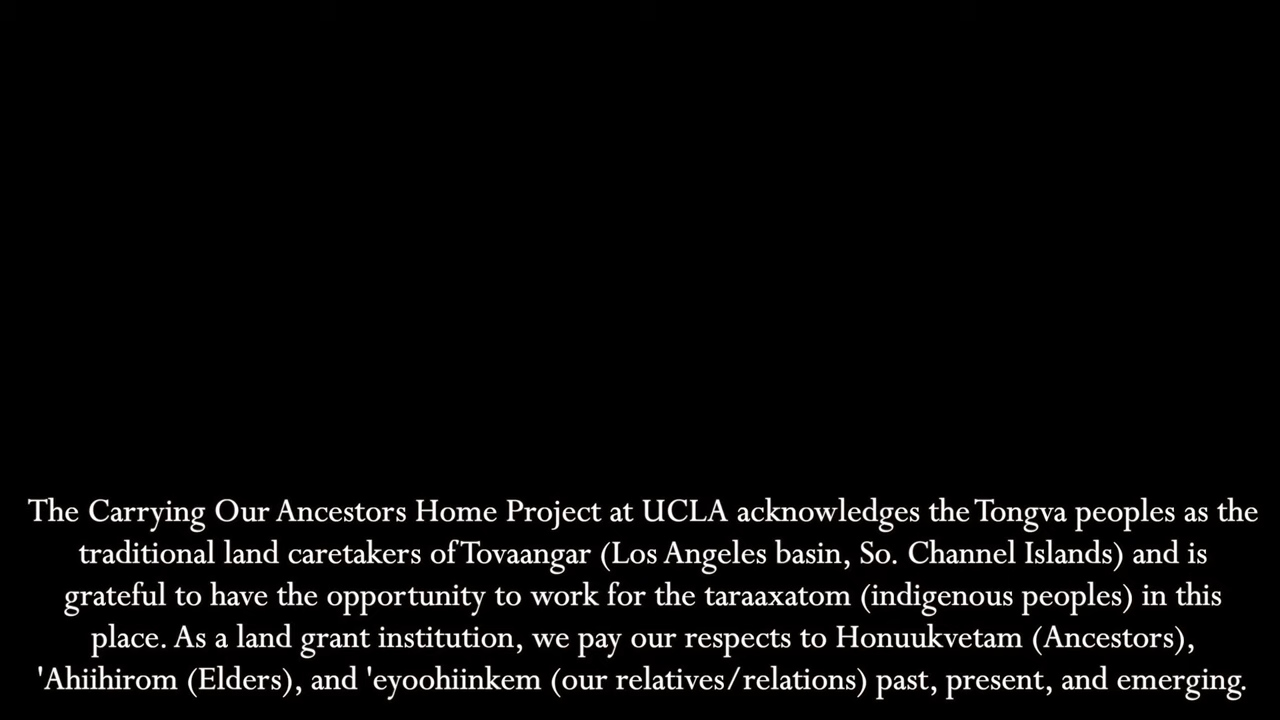 The Carrying Our Ancestors Home Project at UCLA acknowledges the Tongva peoples as the
traditional land caretakers of Tovaangar (Los Angeles basin, So. Channel Islands) and is
grateful to have the opportunity to work for the taraaxatom (indigenous peoples) in this
place. As a land grant institution, we pay our respects to Honuukvetam (Ancestors),
'Ahiihirom (Elders), and 'eyoohiinkem (our relatives/relations) past, present, and emerging.